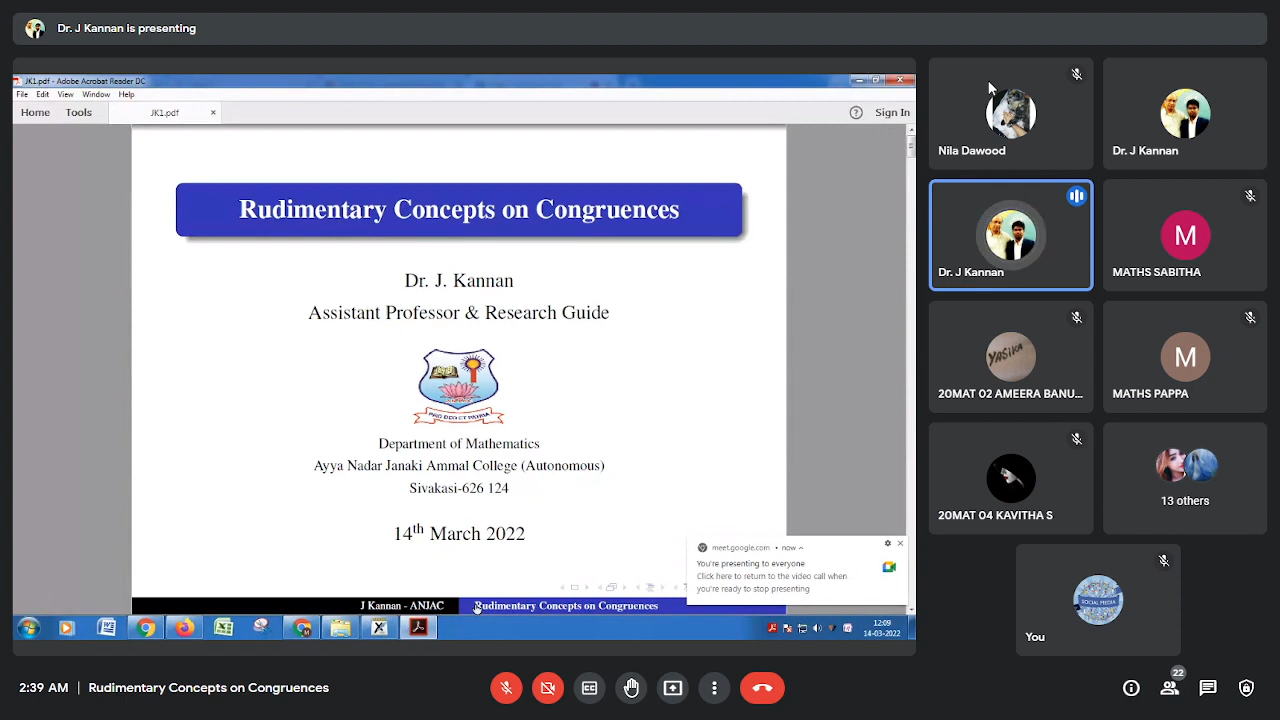 Dr. J Kannan is presenting
JK1.pdf - Adobe Acrobat Reader DC
File Edit View Window Help
Home Tools JK1.pdf × Sign In
Rudimentary Concepts on Congruences
Dr. J. Kannan
Assistant Professor & Research Guide
Department of Mathematics
Ayya Nadar Janaki Ammal College (Autonomous)
Sivakasi-626 124
14th March 2022
meet.google.com • now
You're presenting to everyone
Click here to return to the video call when
you're ready to stop presenting
J Kannan - ANJAC Rudimentary Concepts on Congruences
12:09
14-03-2022
Nila Dawood
Dr. J Kannan
Dr. J Kannan
M
MATHS SABITHA
YASIKA
20MAT 02 AMEERA BANU...
M
MATHS PAPPA
20MAT 04 KAVITHA S
13 others
SOCIAL MEDIA
You
2:39 AM | Rudimentary Concepts on Congruences
22